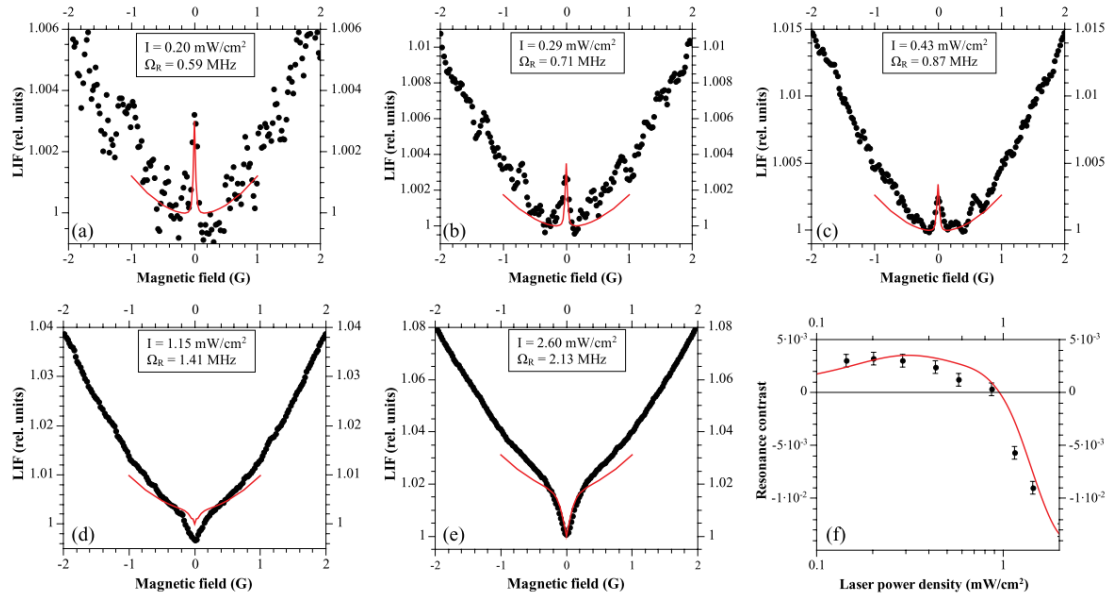 -2 -1 0 1 2
1.006 1.006
I = 0.20 mW/cm²
Ω_R = 0.59 MHz
1.004 1.004
1.002 1.002
1 1
LIF (rel. units)
(a)
-2 -1 0 1 2
Magnetic field (G)
-2 -1 0 1 2
1.01 1.01
I = 0.29 mW/cm²
Ω_R = 0.71 MHz
1.008 1.008
1.006 1.006
1.004 1.004
1.002 1.002
1 1
LIF (rel. units)
(b)
-2 -1 0 1 2
Magnetic field (G)
-2 -1 0 1 2
1.015 1.015
I = 0.43 mW/cm²
Ω_R = 0.87 MHz
1.01 1.01
1.005 1.005
1 1
LIF (rel. units)
(c)
-2 -1 0 1 2
Magnetic field (G)
-2 -1 0 1 2
1.04 1.04
I = 1.15 mW/cm²
Ω_R = 1.41 MHz
1.03 1.03
1.02 1.02
1.01 1.01
1 1
LIF (rel. units)
(d)
-2 -1 0 1 2
Magnetic field (G)
-2 -1 0 1 2
1.08 1.08
I = 2.60 mW/cm²
Ω_R = 2.13 MHz
1.06 1.06
1.04 1.04
1.02 1.02
1 1
LIF (rel. units)
(e)
-2 -1 0 1 2
Magnetic field (G)
0.1 1
5·10⁻³ 5·10⁻³
0 0
-5·10⁻³ -5·10⁻³
-1·10⁻² -1·10⁻²
Resonance contrast
(f)
0.1 1
Laser power density (mW/cm²)